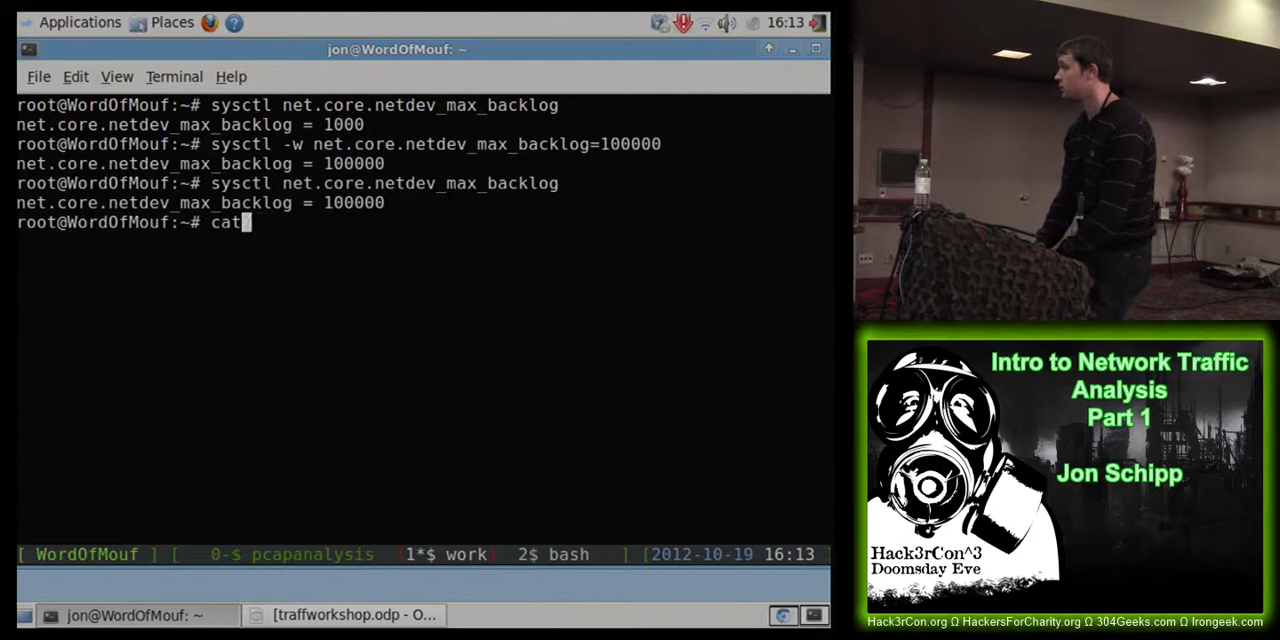 Applications Places 16:13
jon@WordOfMouf: ~
File Edit View Terminal Help
root@WordOfMouf:~# sysctl net.core.netdev_max_backlog
net.core.netdev_max_backlog = 1000
root@WordOfMouf:~# sysctl -w net.core.netdev_max_backlog=100000
net.core.netdev_max_backlog = 100000
root@WordOfMouf:~# sysctl net.core.netdev_max_backlog
net.core.netdev_max_backlog = 100000
root@WordOfMouf:~# cat
[ WordOfMouf ] [ 0-$ pcapanalysis (1*$ work) 2$ bash ] [2012-10-19 16:13
jon@WordOfMouf: ~ [traffworkshop.odp - O...
Intro to Network Traffic
Analysis
Part 1
Jon Schipp
Hack3rCon^3
Doomsday Eve
Hack3rCon.org Ω HackersForCharity.org Ω 304Geeks.com Ω Irongeek.com